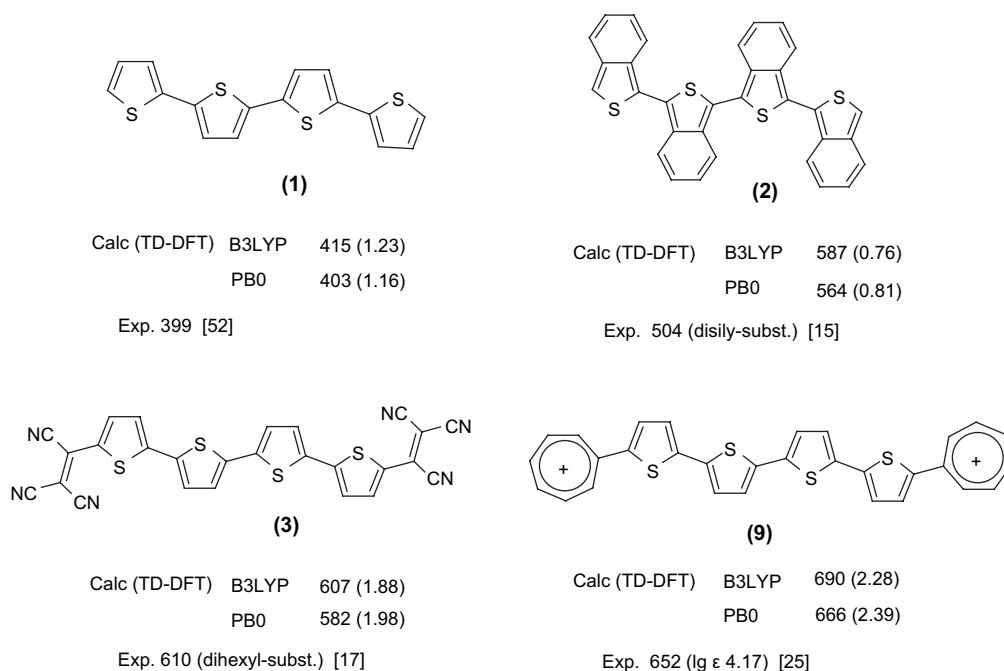 S
S
S
S
(1)
Calc (TD-DFT) B3LYP 415 (1.23)
PB0 403 (1.16)
Exp. 399 [52]
S
S
S
S
(2)
Calc (TD-DFT) B3LYP 587 (0.76)
PB0 564 (0.81)
Exp. 504 (disily-subst.) [15]
NC
NC
CN
S
S
S
S
NC
CN
CN
(3)
Calc (TD-DFT) B3LYP 607 (1.88)
PB0 582 (1.98)
Exp. 610 (dihexyl-subst.) [17]
+
S
S
S
S
+
(9)
Calc (TD-DFT) B3LYP 690 (2.28)
PB0 666 (2.39)
Exp. 652 (lg ε 4.17) [25]